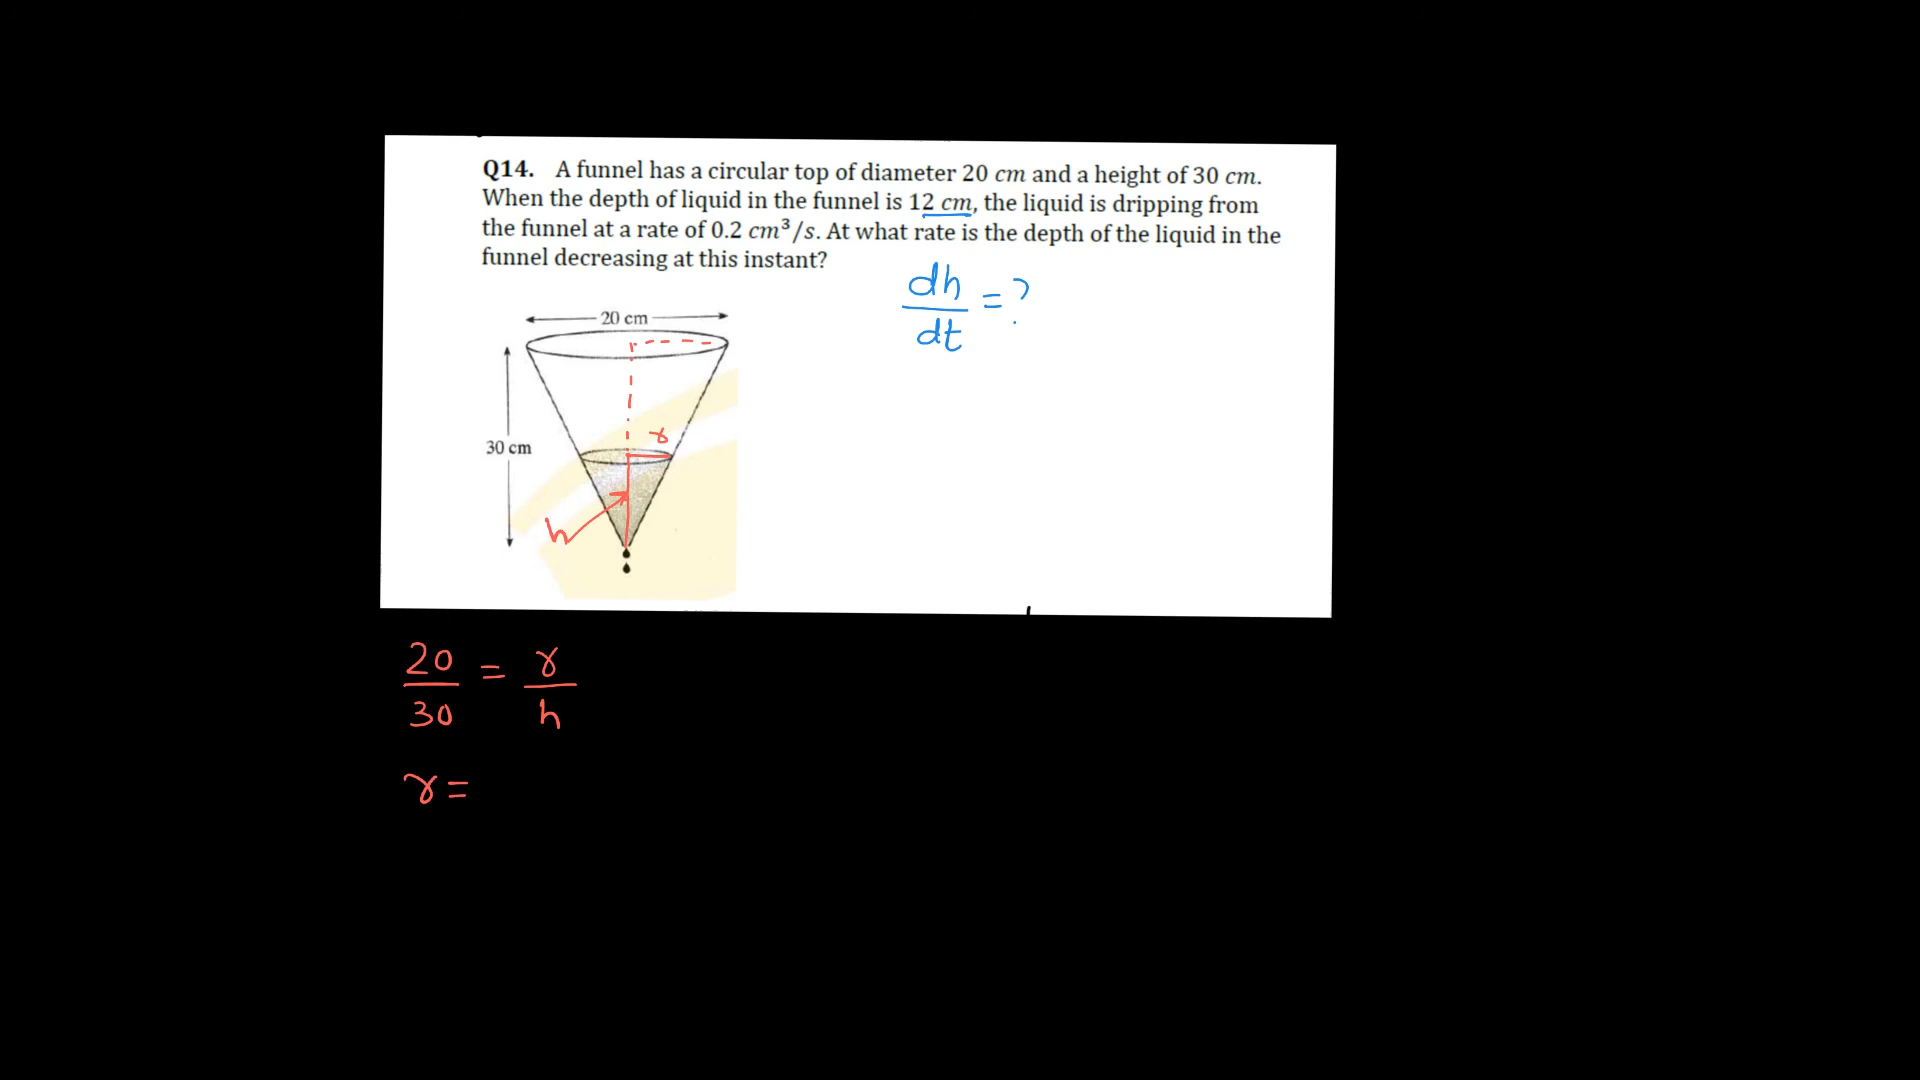 Q14. A funnel has a circular top of diameter 20 cm and a height of 30 cm.
When the depth of liquid in the funnel is 12 cm, the liquid is dripping from
the funnel at a rate of 0.2 cm³/s. At what rate is the depth of the liquid in the
funnel decreasing at this instant?
dh/dt = ?
20 cm
r
30 cm
h
20/30 = r/h
r =